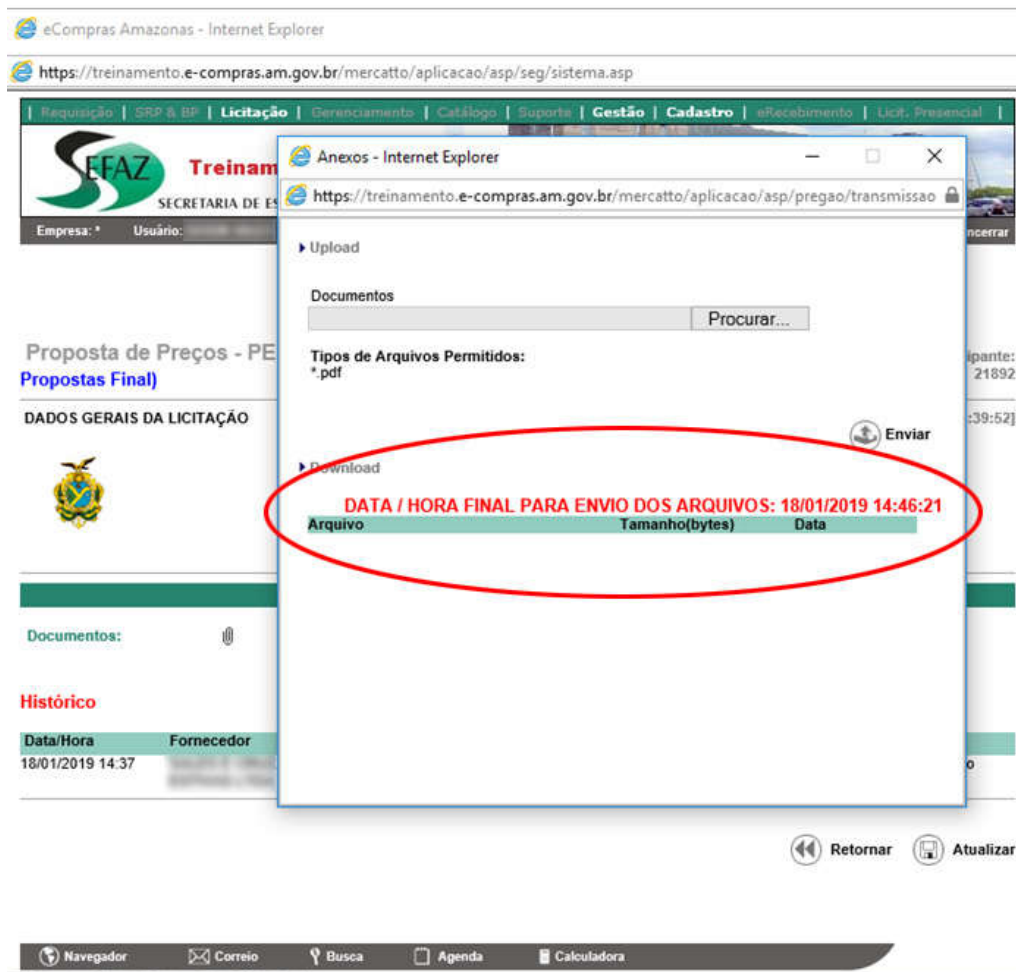 eCompras Amazonas - Internet Explorer
https://treinamento.e-compras.am.gov.br/mercatto/aplicacao/asp/seg/sistema.asp
| Requisição | SRP & BP | Licitação | Gerenciamento | Catálogo | Suporte | Gestão | Cadastro | eRecebimento | Licit. Presencial |
SEFAZ
Treinam
SECRETARIA DE ES
Empresa: * Usuário:
ncerrar
Anexos - Internet Explorer
https://treinamento.e-compras.am.gov.br/mercatto/aplicacao/asp/pregao/transmissao
Upload
Documentos
Procurar...
Tipos de Arquivos Permitidos:
*.pdf
Enviar
Download
DATA / HORA FINAL PARA ENVIO DOS ARQUIVOS: 18/01/2019 14:46:21
Arquivo Tamanho(bytes) Data
Proposta de Preços - PE
ipante:
Propostas Final)
21892
DADOS GERAIS DA LICITAÇÃO
:39:52]
Documentos:
Histórico
Data/Hora Fornecedor
18/01/2019 14:37
o
Retornar Atualizar
Navegador Correio Busca Agenda Calculadora